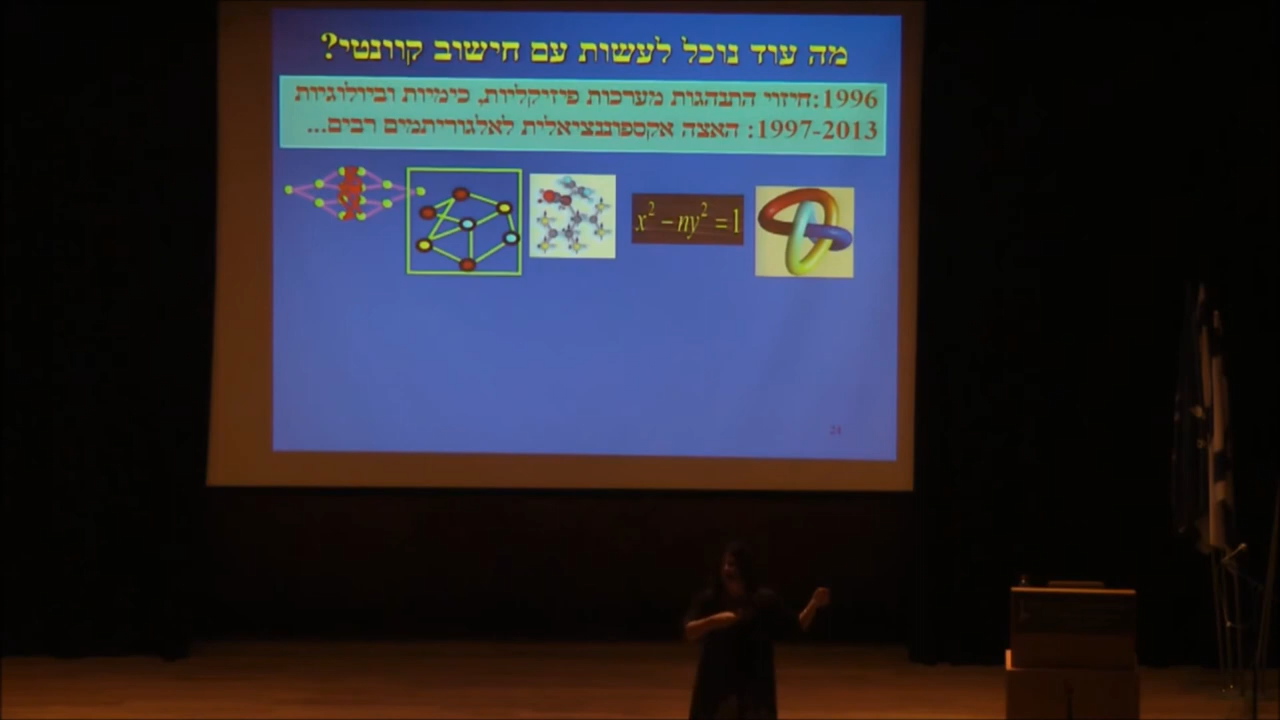 מה עוד נוכל לעשות עם חישוב קוונטי?
1996:חיזוי התנהגות מערכות פיזיקליות, כימיות וביולוגיות
1997-2013: האצה אקספוננציאלית לאלגוריתמים רבים...
x² − ny² = 1
24